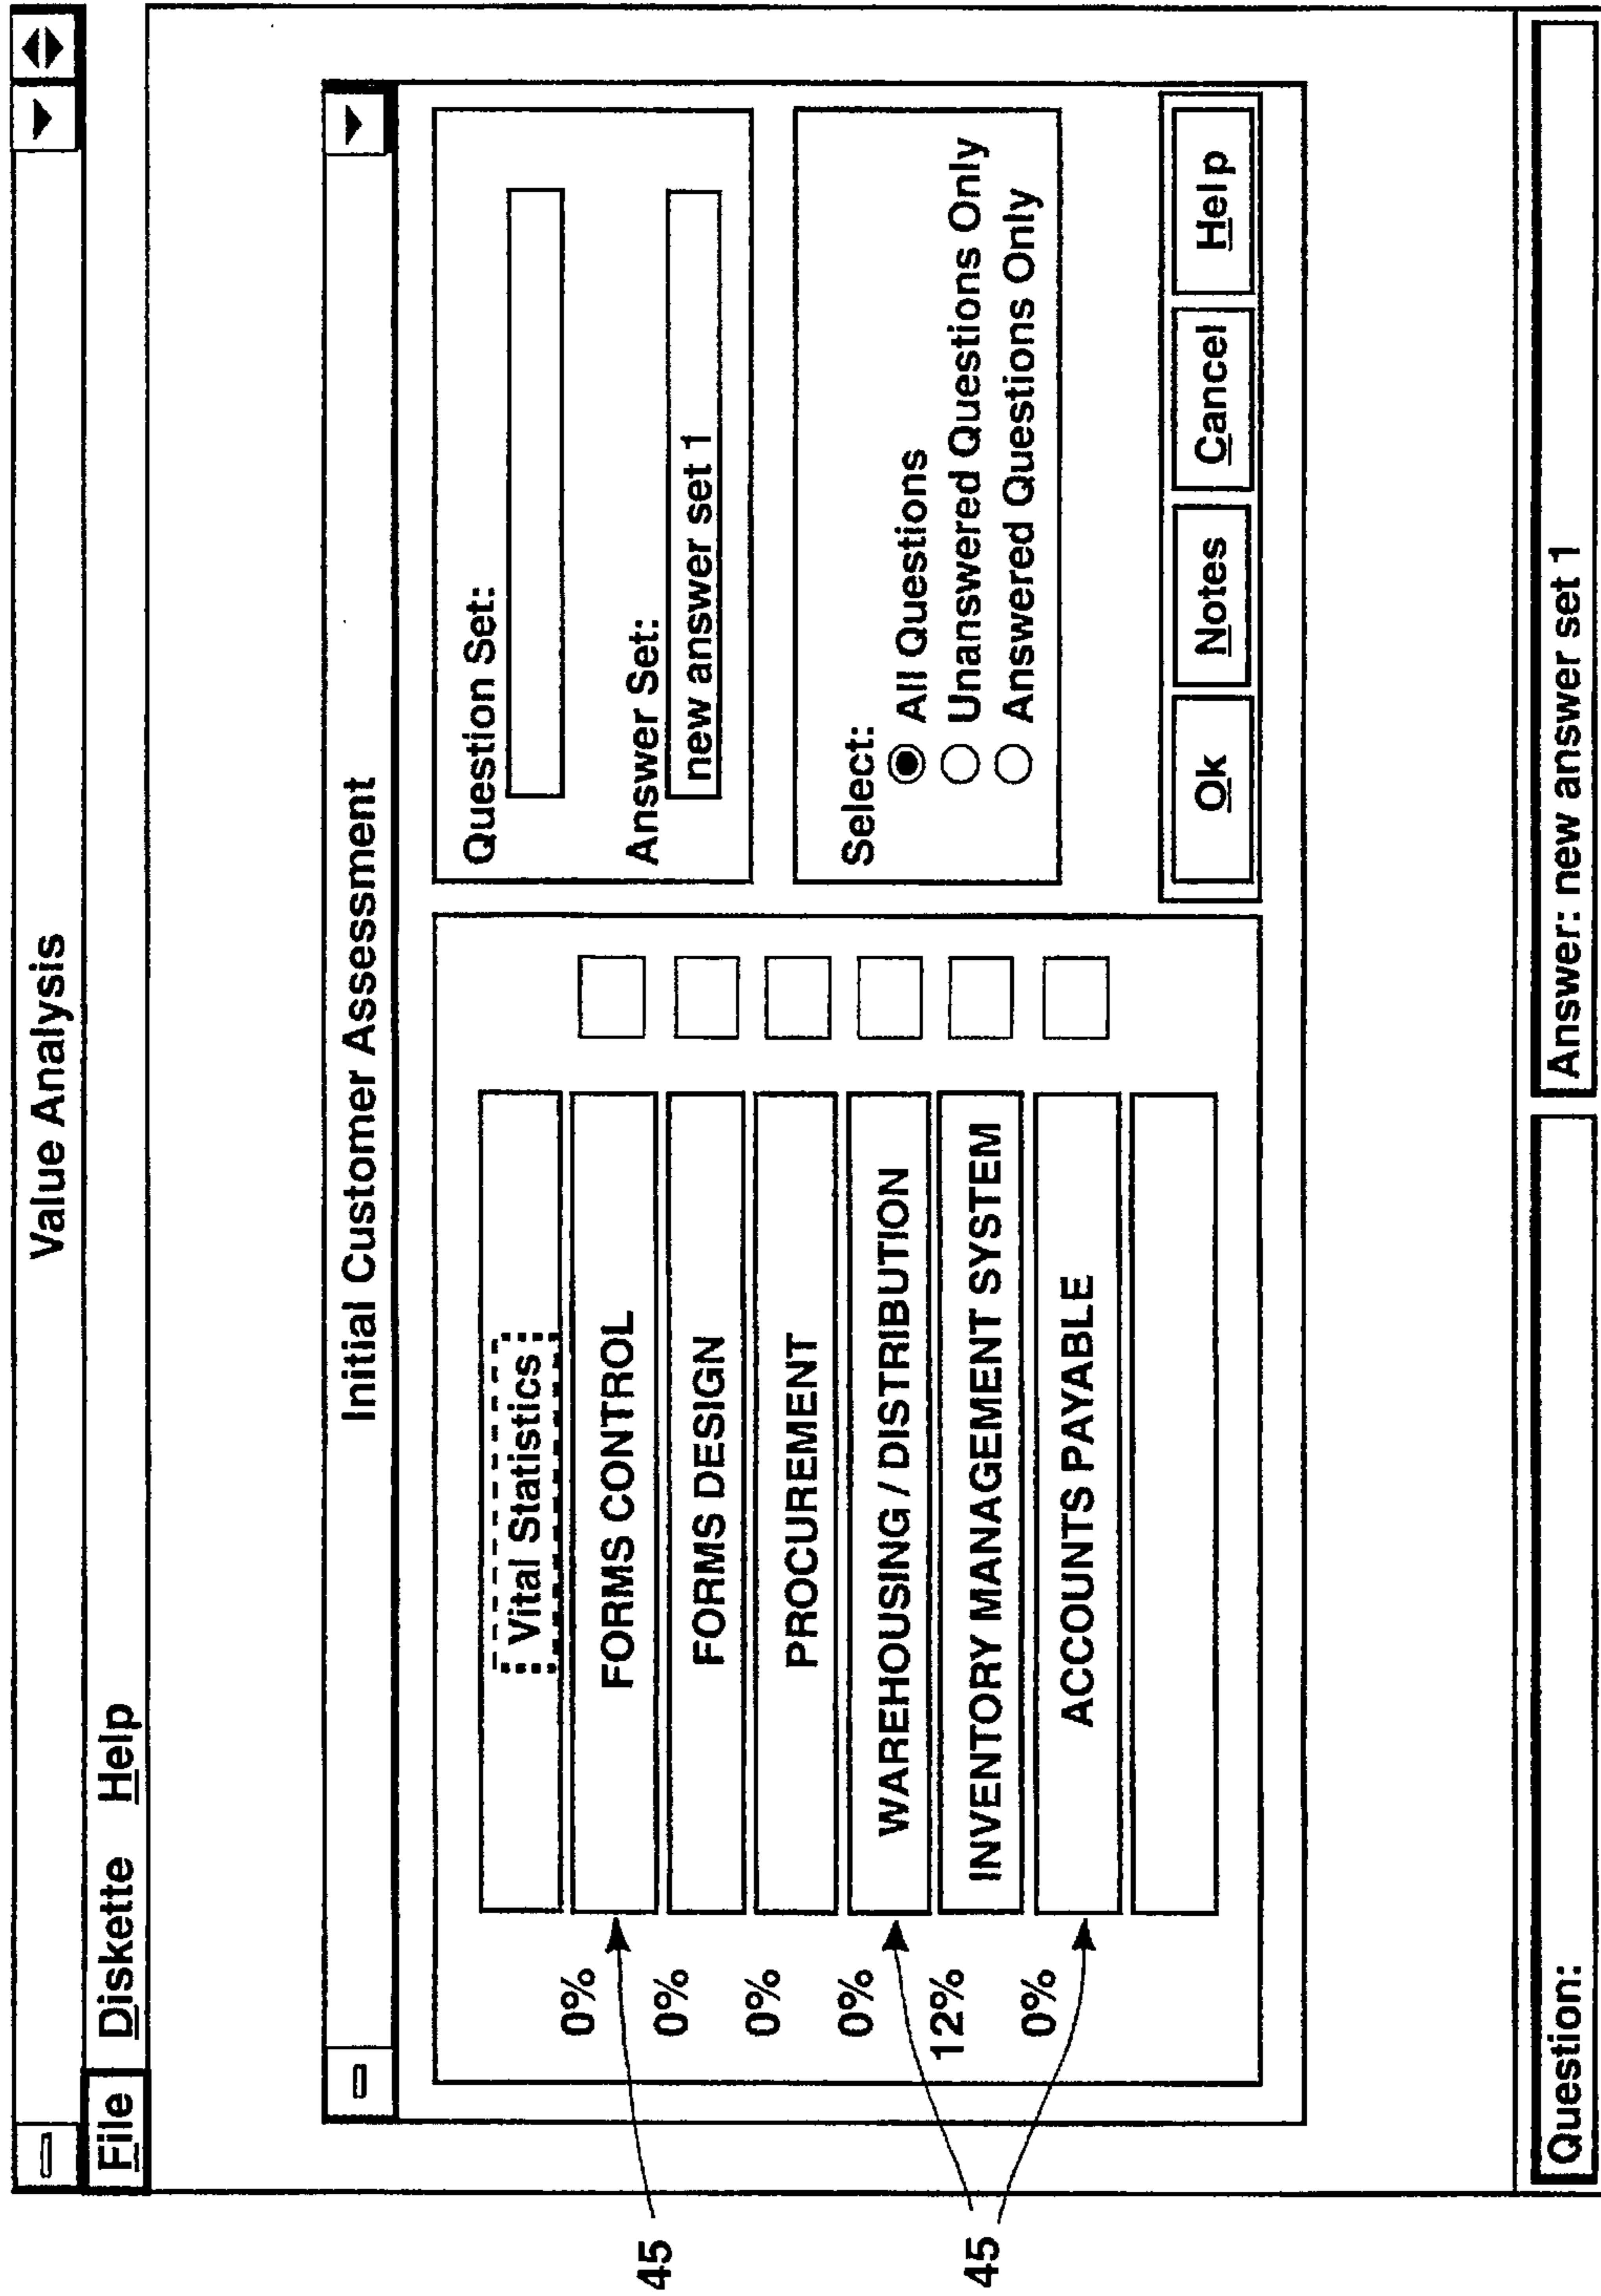 Value Analysis
File Diskette Help
Initial Customer Assessment
Vital Statistics
0% FORMS CONTROL
0% FORMS DESIGN
0% PROCUREMENT
0% WAREHOUSING / DISTRIBUTION
12% INVENTORY MANAGEMENT SYSTEM
0% ACCOUNTS PAYABLE
45
45
Question Set:
Answer Set:
new answer set 1
Select:
All Questions
Unanswered Questions Only
Answered Questions Only
Ok Notes Cancel Help
Question: Answer: new answer set 1